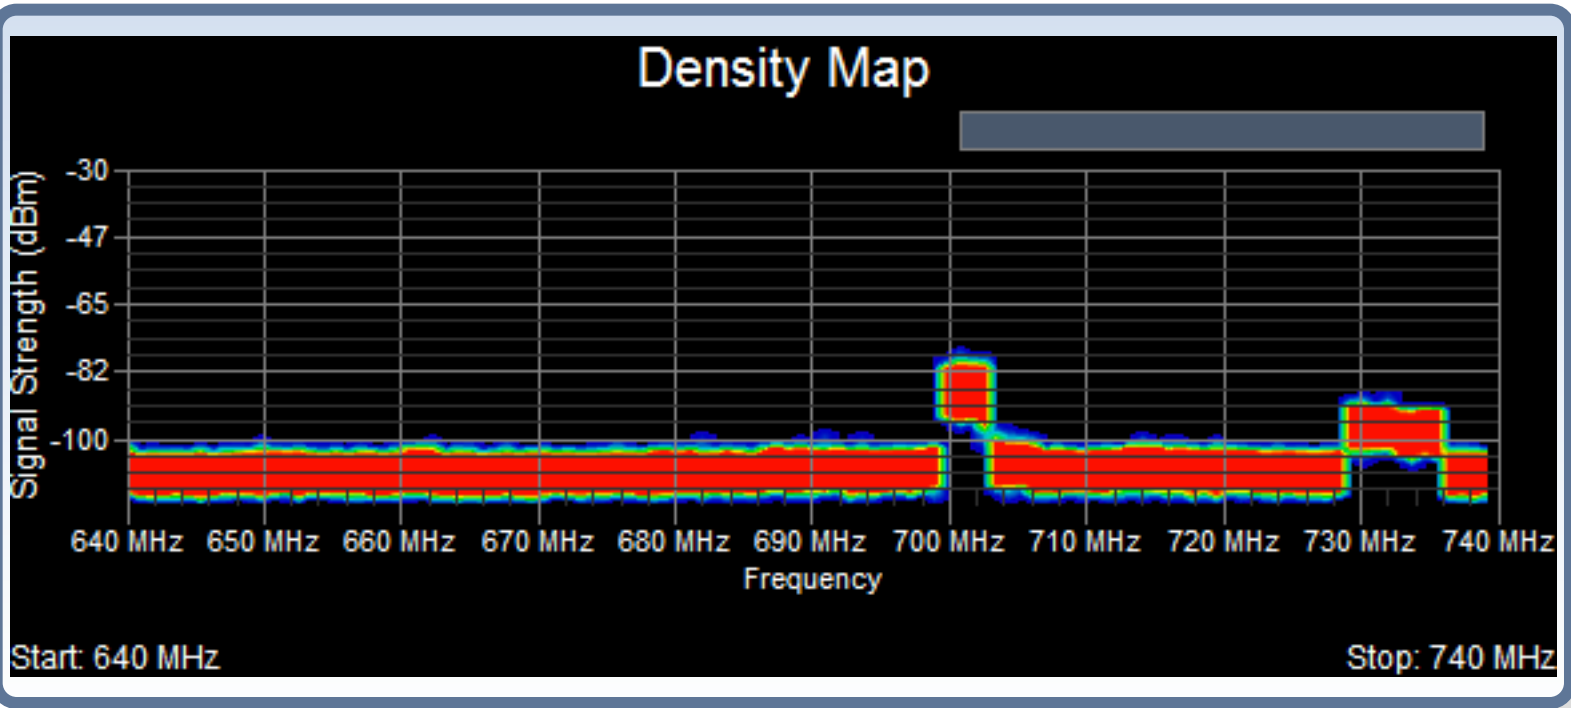 Density Map
Signal Strength (dBm)
-30
-47
-65
-82
-100
640 MHz 650 MHz 660 MHz 670 MHz 680 MHz 690 MHz 700 MHz 710 MHz 720 MHz 730 MHz 740 MHz
Frequency
Start: 640 MHz Stop: 740 MHz